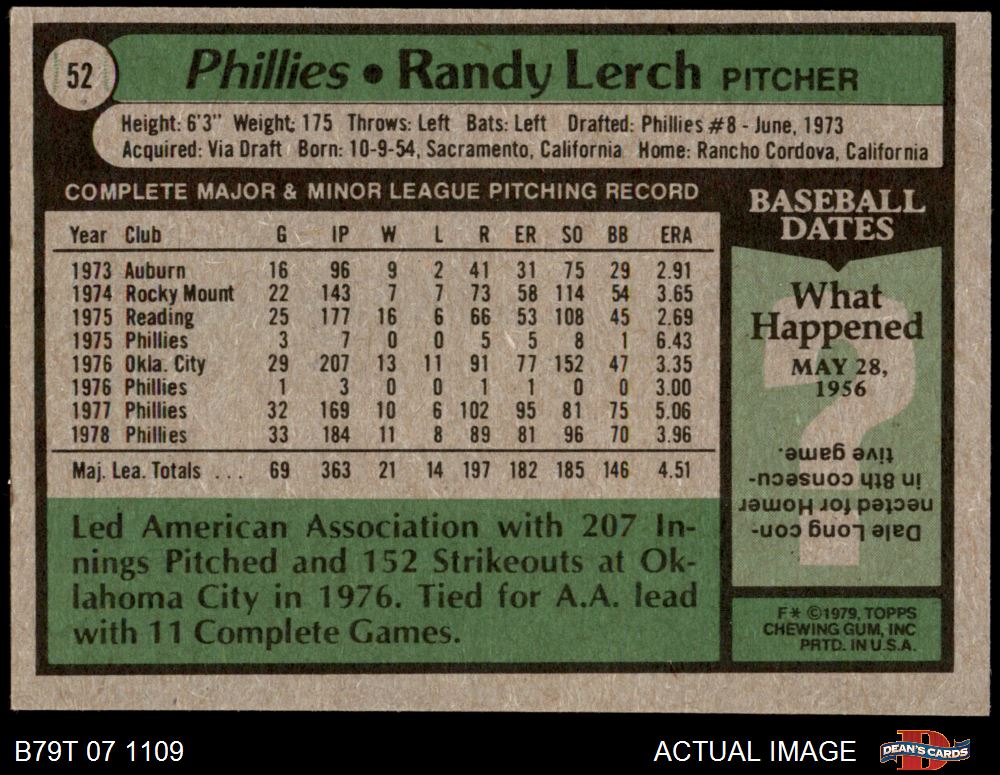 52
Phillies • Randy Lerch PITCHER
Height: 6'3" Weight: 175 Throws: Left Bats: Left Drafted: Phillies #8 - June, 1973
Acquired: Via Draft Born: 10-9-54, Sacramento, California Home: Rancho Cordova, California
COMPLETE MAJOR & MINOR LEAGUE PITCHING RECORD
Year Club G IP W L R ER SO BB ERA
1973 Auburn 16 96 9 2 41 31 75 29 2.91
1974 Rocky Mount 22 143 7 7 73 58 114 54 3.65
1975 Reading 25 177 16 6 66 53 108 45 2.69
1975 Phillies 3 7 0 0 5 5 8 1 6.43
1976 Okla. City 29 207 13 11 91 77 152 47 3.35
1976 Phillies 1 3 0 0 1 1 0 0 3.00
1977 Phillies 32 169 10 6 102 95 81 75 5.06
1978 Phillies 33 184 11 8 89 81 96 70 3.96
Maj. Lea. Totals ... 69 363 21 14 197 182 185 146 4.51
Led American Association with 207 In-
nings Pitched and 152 Strikeouts at Ok-
lahoma City in 1976. Tied for A.A. lead
with 11 Complete Games.
BASEBALL
DATES
What
Happened
MAY 28,
1956
?
Dale Long con-
nected for Homer
in 8th consecu-
tive game.
F* ©1979, TOPPS
CHEWING GUM, INC
PRTD. IN U.S.A.
B79T 07 1109
ACTUAL IMAGE
D
DEAN'S CARDS